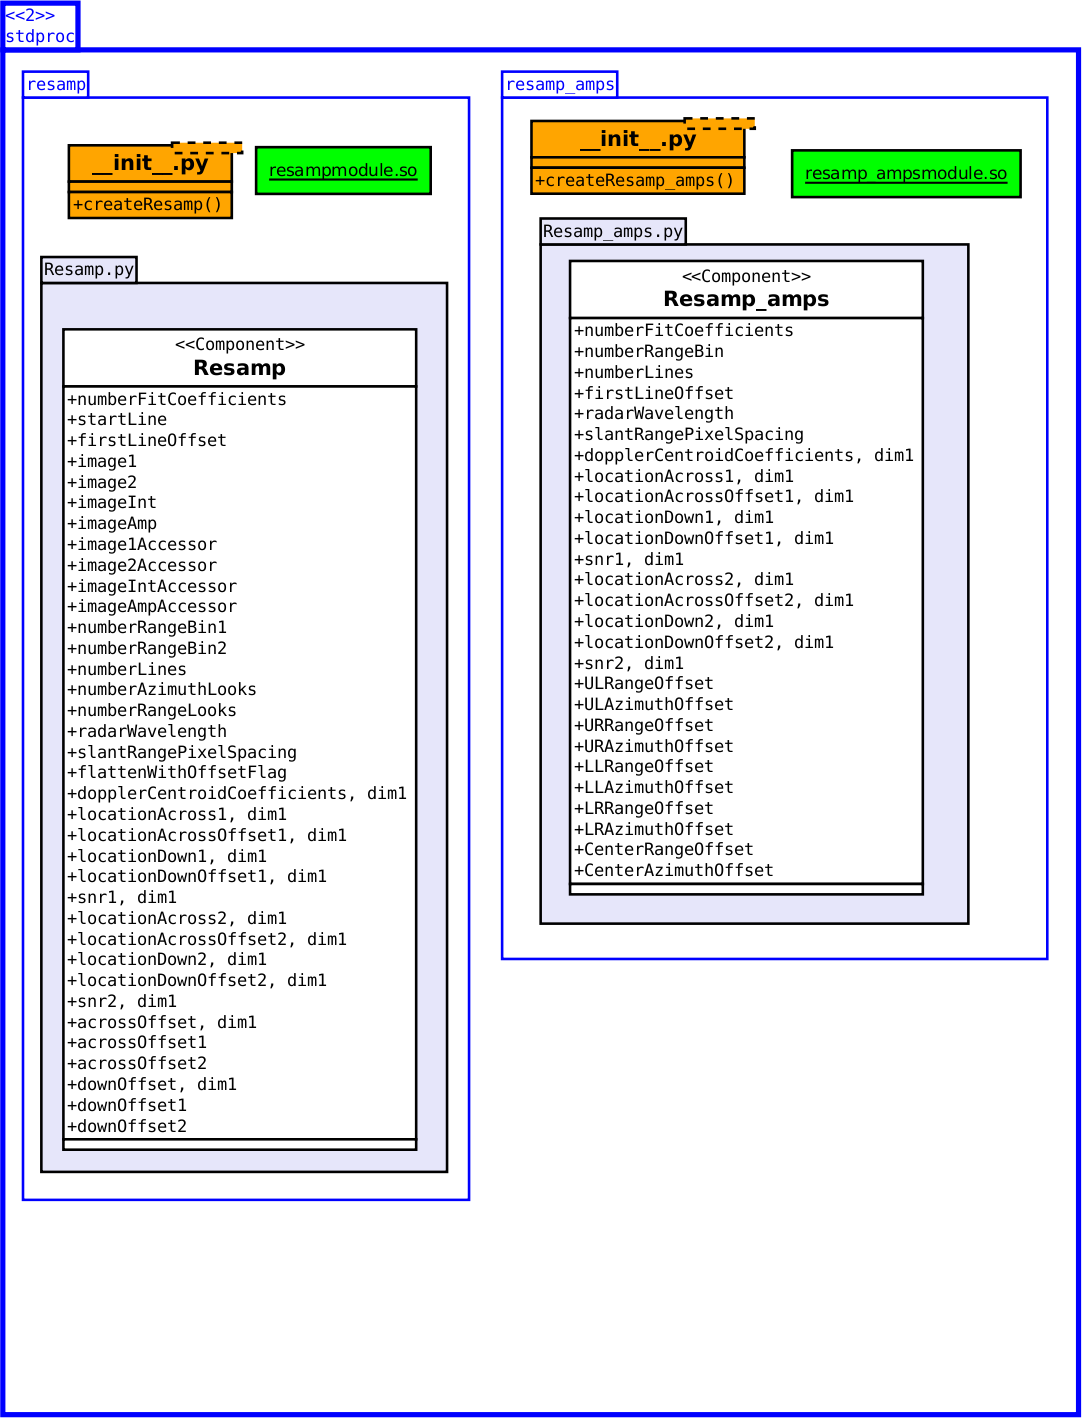 <<2>>
stdproc
resamp
__init__.py
+createResamp()
resampmodule.so
Resamp.py
<<Component>>
Resamp
+numberFitCoefficients
+startLine
+firstLineOffset
+image1
+image2
+imageInt
+imageAmp
+image1Accessor
+image2Accessor
+imageIntAccessor
+imageAmpAccessor
+numberRangeBin1
+numberRangeBin2
+numberLines
+numberAzimuthLooks
+numberRangeLooks
+radarWavelength
+slantRangePixelSpacing
+flattenWithOffsetFlag
+dopplerCentroidCoefficients, dim1
+locationAcross1, dim1
+locationAcrossOffset1, dim1
+locationDown1, dim1
+locationDownOffset1, dim1
+snr1, dim1
+locationAcross2, dim1
+locationAcrossOffset2, dim1
+locationDown2, dim1
+locationDownOffset2, dim1
+snr2, dim1
+acrossOffset, dim1
+acrossOffset1
+acrossOffset2
+downOffset, dim1
+downOffset1
+downOffset2
resamp_amps
__init__.py
+createResamp_amps()
resamp_ampsmodule.so
Resamp_amps.py
<<Component>>
Resamp_amps
+numberFitCoefficients
+numberRangeBin
+numberLines
+firstLineOffset
+radarWavelength
+slantRangePixelSpacing
+dopplerCentroidCoefficients, dim1
+locationAcross1, dim1
+locationAcrossOffset1, dim1
+locationDown1, dim1
+locationDownOffset1, dim1
+snr1, dim1
+locationAcross2, dim1
+locationAcrossOffset2, dim1
+locationDown2, dim1
+locationDownOffset2, dim1
+snr2, dim1
+ULRangeOffset
+ULAzimuthOffset
+URRangeOffset
+URAzimuthOffset
+LLRangeOffset
+LLAzimuthOffset
+LRRangeOffset
+LRAzimuthOffset
+CenterRangeOffset
+CenterAzimuthOffset